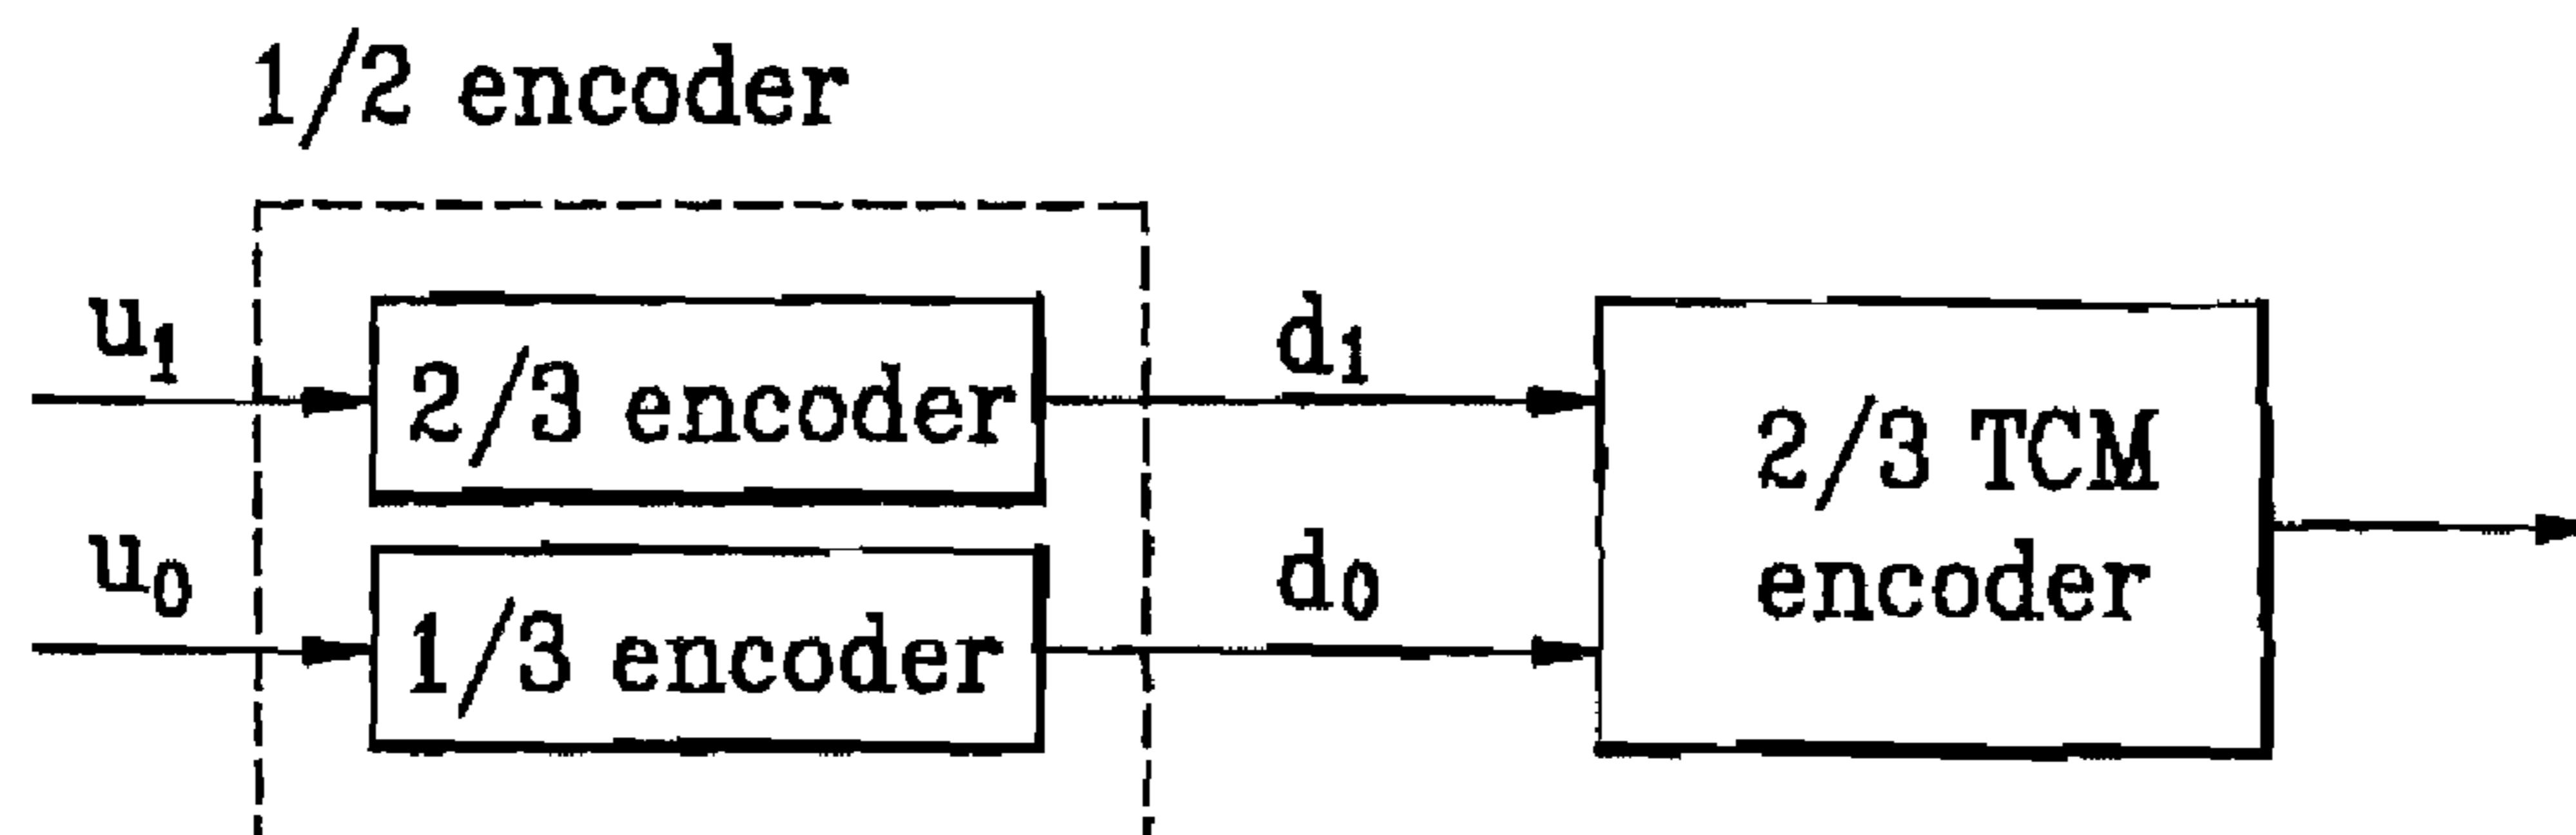 1/2 encoder
u₁
2/3 encoder
d₁
2/3 TCM
encoder
u₀
1/3 encoder
d₀